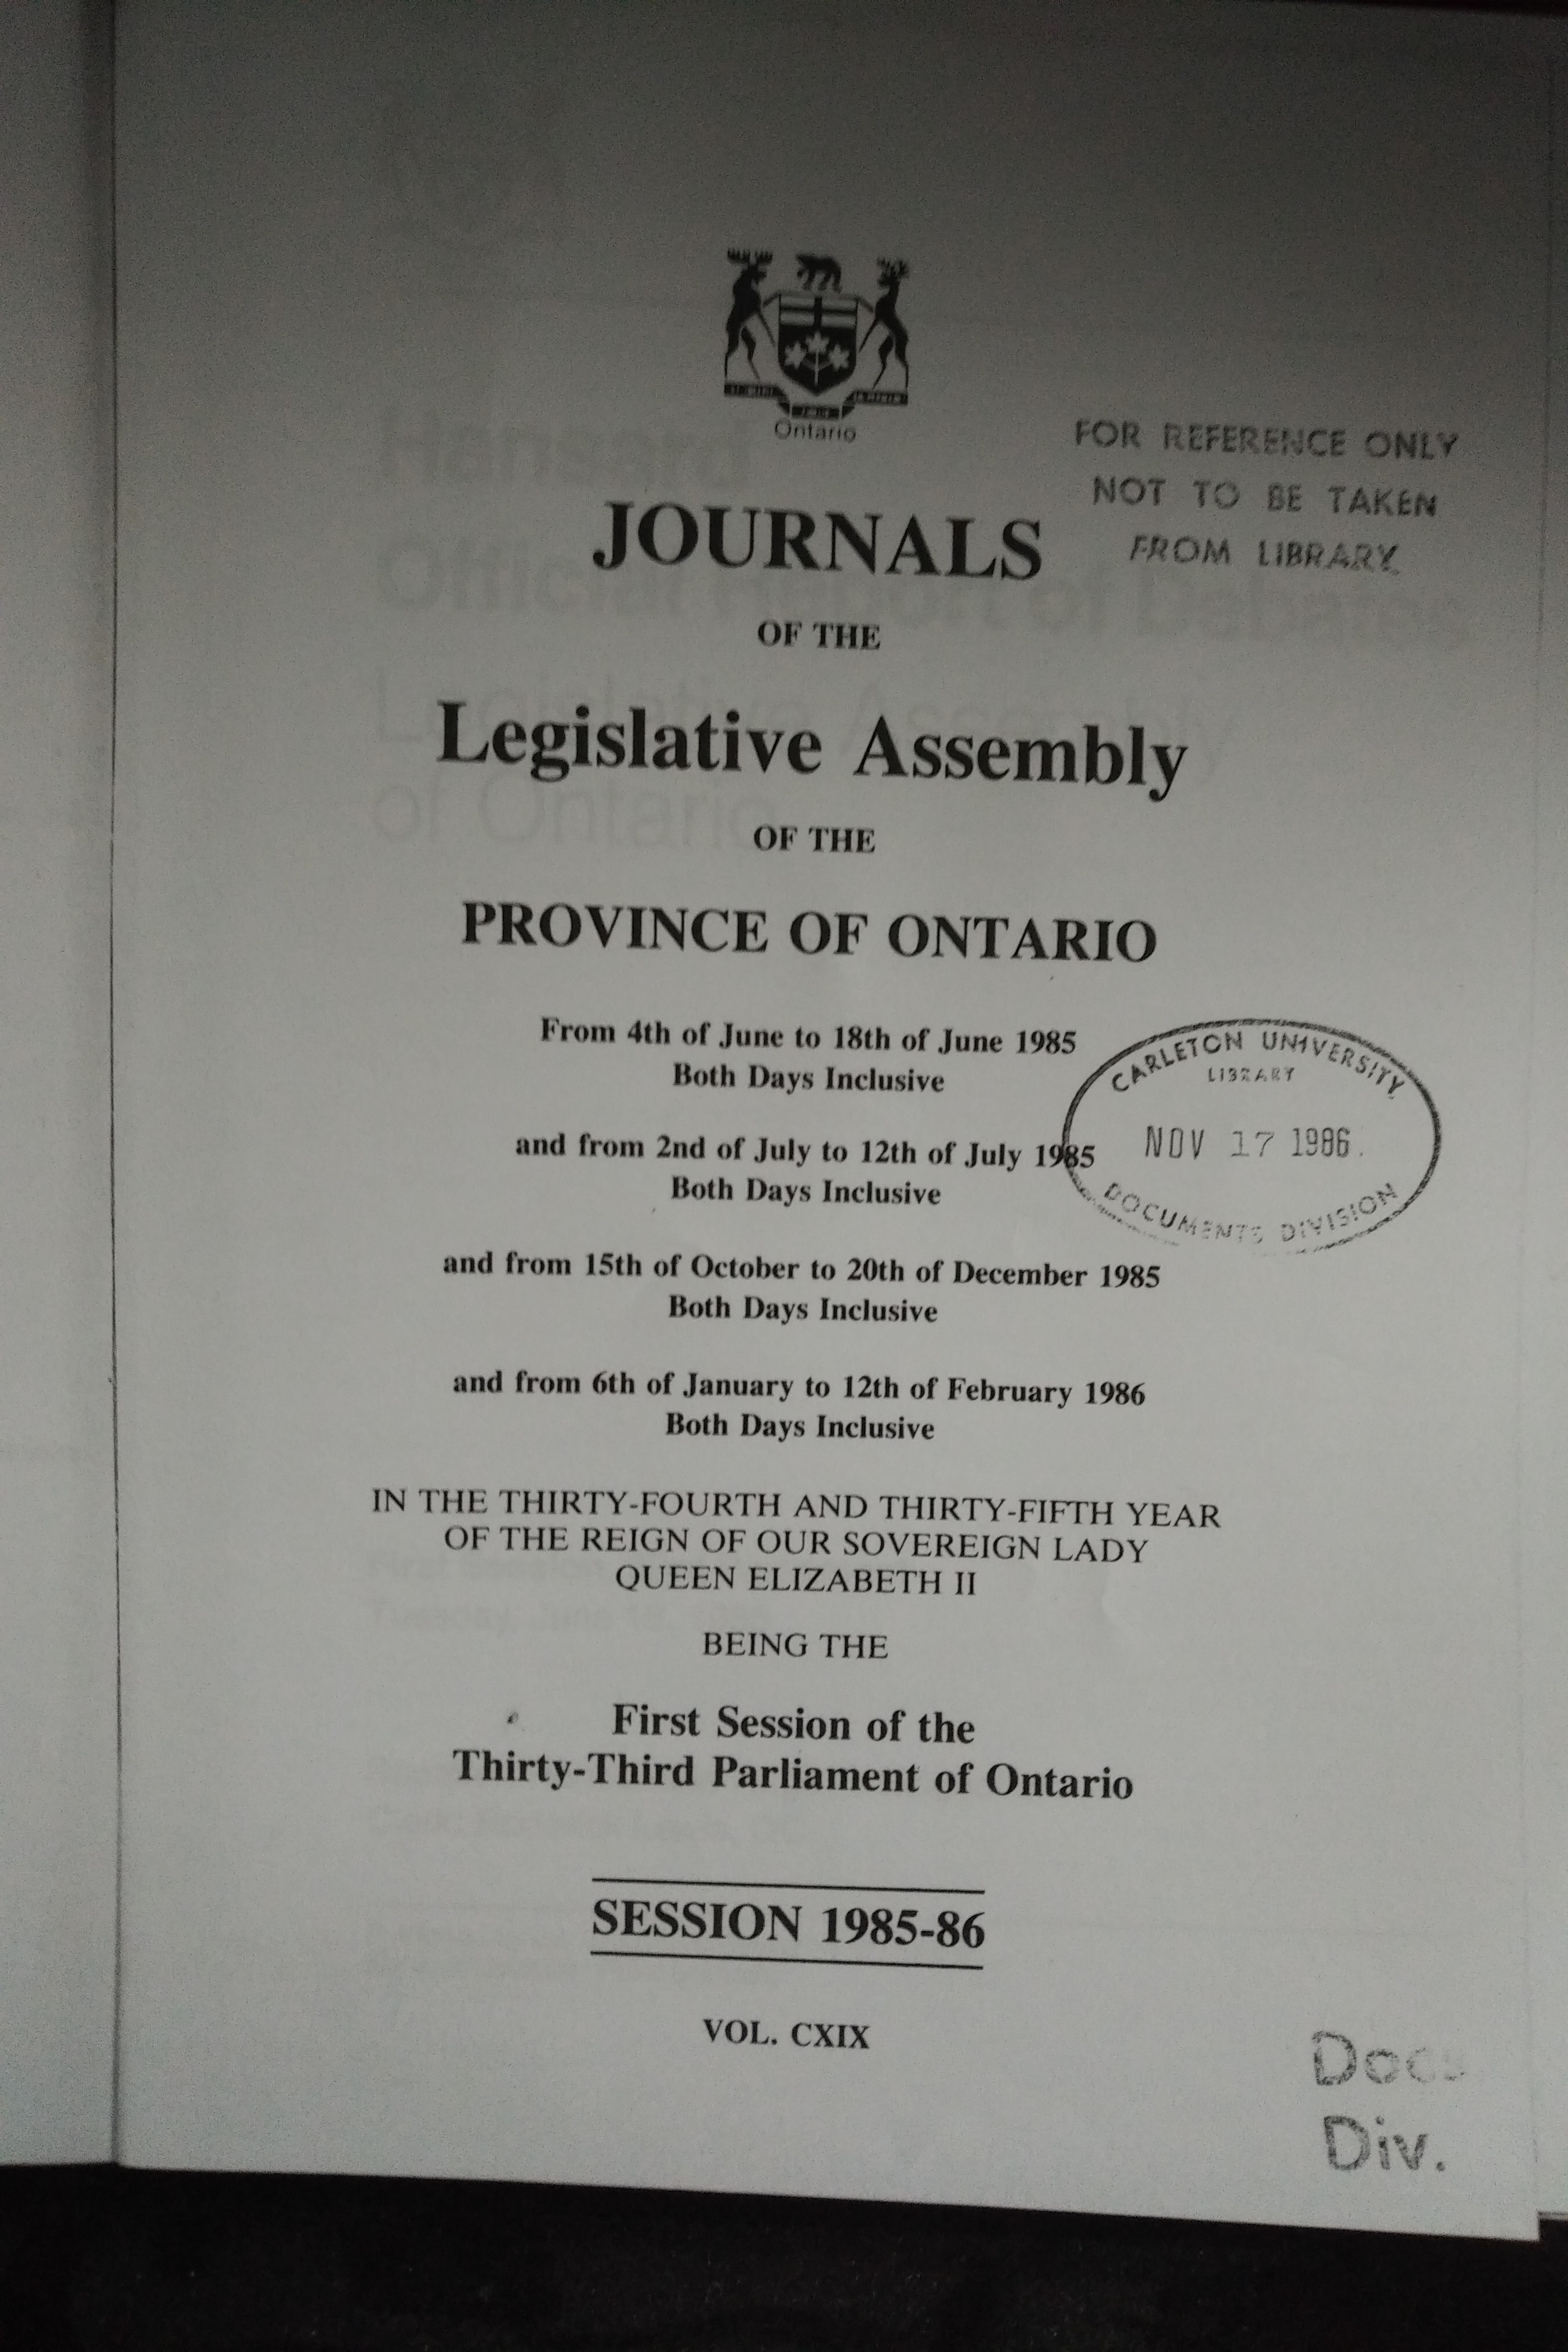 Ontario
FOR REFERENCE ONLY
NOT TO BE TAKEN
FROM LIBRARY
JOURNALS
OF THE
Legislative Assembly
OF THE
PROVINCE OF ONTARIO
From 4th of June to 18th of June 1985
Both Days Inclusive
and from 2nd of July to 12th of July 1985
Both Days Inclusive
CARLETON UNIVERSITY
LIBRARY
NOV 17 1986.
DOCUMENTS DIVISION
and from 15th of October to 20th of December 1985
Both Days Inclusive
and from 6th of January to 12th of February 1986
Both Days Inclusive
IN THE THIRTY-FOURTH AND THIRTY-FIFTH YEAR
OF THE REIGN OF OUR SOVEREIGN LADY
QUEEN ELIZABETH II
BEING THE
First Session of the
Thirty-Third Parliament of Ontario
SESSION 1985-86
VOL. CXIX
Docs
Div.